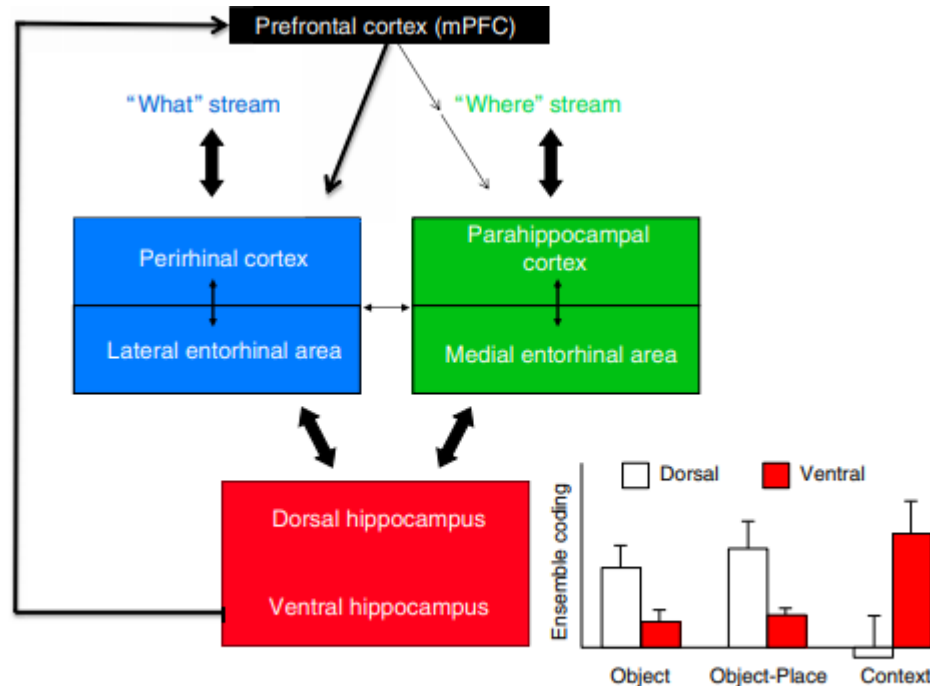 Prefrontal cortex (mPFC)
"What" stream
"Where" stream
Perirhinal cortex
Parahippocampal
cortex
Lateral entorhinal area
Medial entorhinal area
Dorsal hippocampus
Ventral hippocampus
Ensemble coding
Dorsal
Ventral
Object
Object-Place
Context